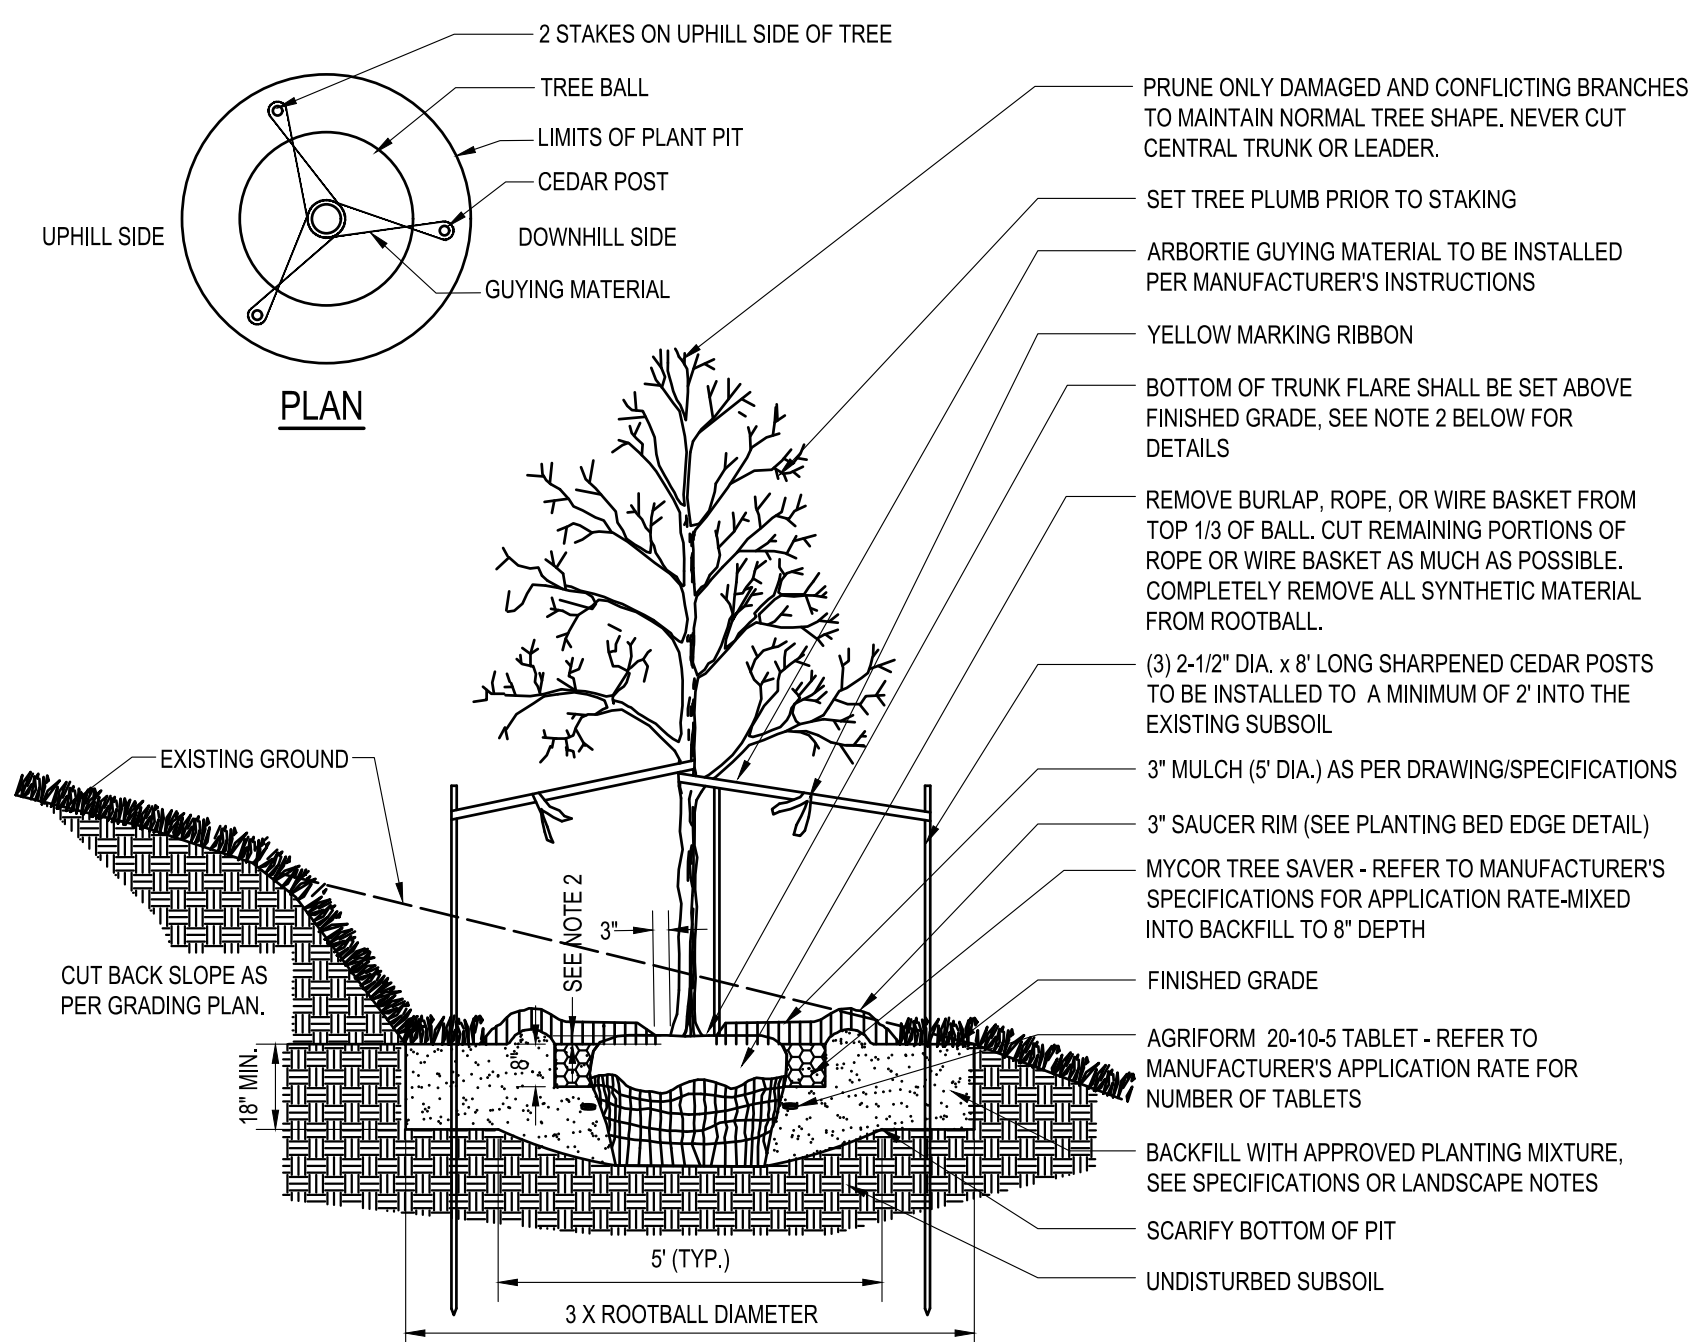 2 STAKES ON UPHILL SIDE OF TREE
TREE BALL
LIMITS OF PLANT PIT
CEDAR POST
UPHILL SIDE
DOWNHILL SIDE
GUYING MATERIAL
PLAN
PRUNE ONLY DAMAGED AND CONFLICTING BRANCHES
TO MAINTAIN NORMAL TREE SHAPE. NEVER CUT
CENTRAL TRUNK OR LEADER.
SET TREE PLUMB PRIOR TO STAKING
ARBORTIE GUYING MATERIAL TO BE INSTALLED
PER MANUFACTURER'S INSTRUCTIONS
YELLOW MARKING RIBBON
BOTTOM OF TRUNK FLARE SHALL BE SET ABOVE
FINISHED GRADE, SEE NOTE 2 BELOW FOR
DETAILS
REMOVE BURLAP, ROPE, OR WIRE BASKET FROM
TOP 1/3 OF BALL. CUT REMAINING PORTIONS OF
ROPE OR WIRE BASKET AS MUCH AS POSSIBLE.
COMPLETELY REMOVE ALL SYNTHETIC MATERIAL
FROM ROOTBALL.
(3) 2-1/2" DIA. x 8' LONG SHARPENED CEDAR POSTS
TO BE INSTALLED TO A MINIMUM OF 2' INTO THE
EXISTING SUBSOIL
3" MULCH (5' DIA.) AS PER DRAWING/SPECIFICATIONS
3" SAUCER RIM (SEE PLANTING BED EDGE DETAIL)
MYCOR TREE SAVER - REFER TO MANUFACTURER'S
SPECIFICATIONS FOR APPLICATION RATE-MIXED
INTO BACKFILL TO 8" DEPTH
FINISHED GRADE
AGRIFORM 20-10-5 TABLET - REFER TO
MANUFACTURER'S APPLICATION RATE FOR
NUMBER OF TABLETS
BACKFILL WITH APPROVED PLANTING MIXTURE,
SEE SPECIFICATIONS OR LANDSCAPE NOTES
SCARIFY BOTTOM OF PIT
UNDISTURBED SUBSOIL
EXISTING GROUND
CUT BACK SLOPE AS
PER GRADING PLAN.
SEE NOTE 2
3"
8"
18" MIN.
5' (TYP.)
3 X ROOTBALL DIAMETER